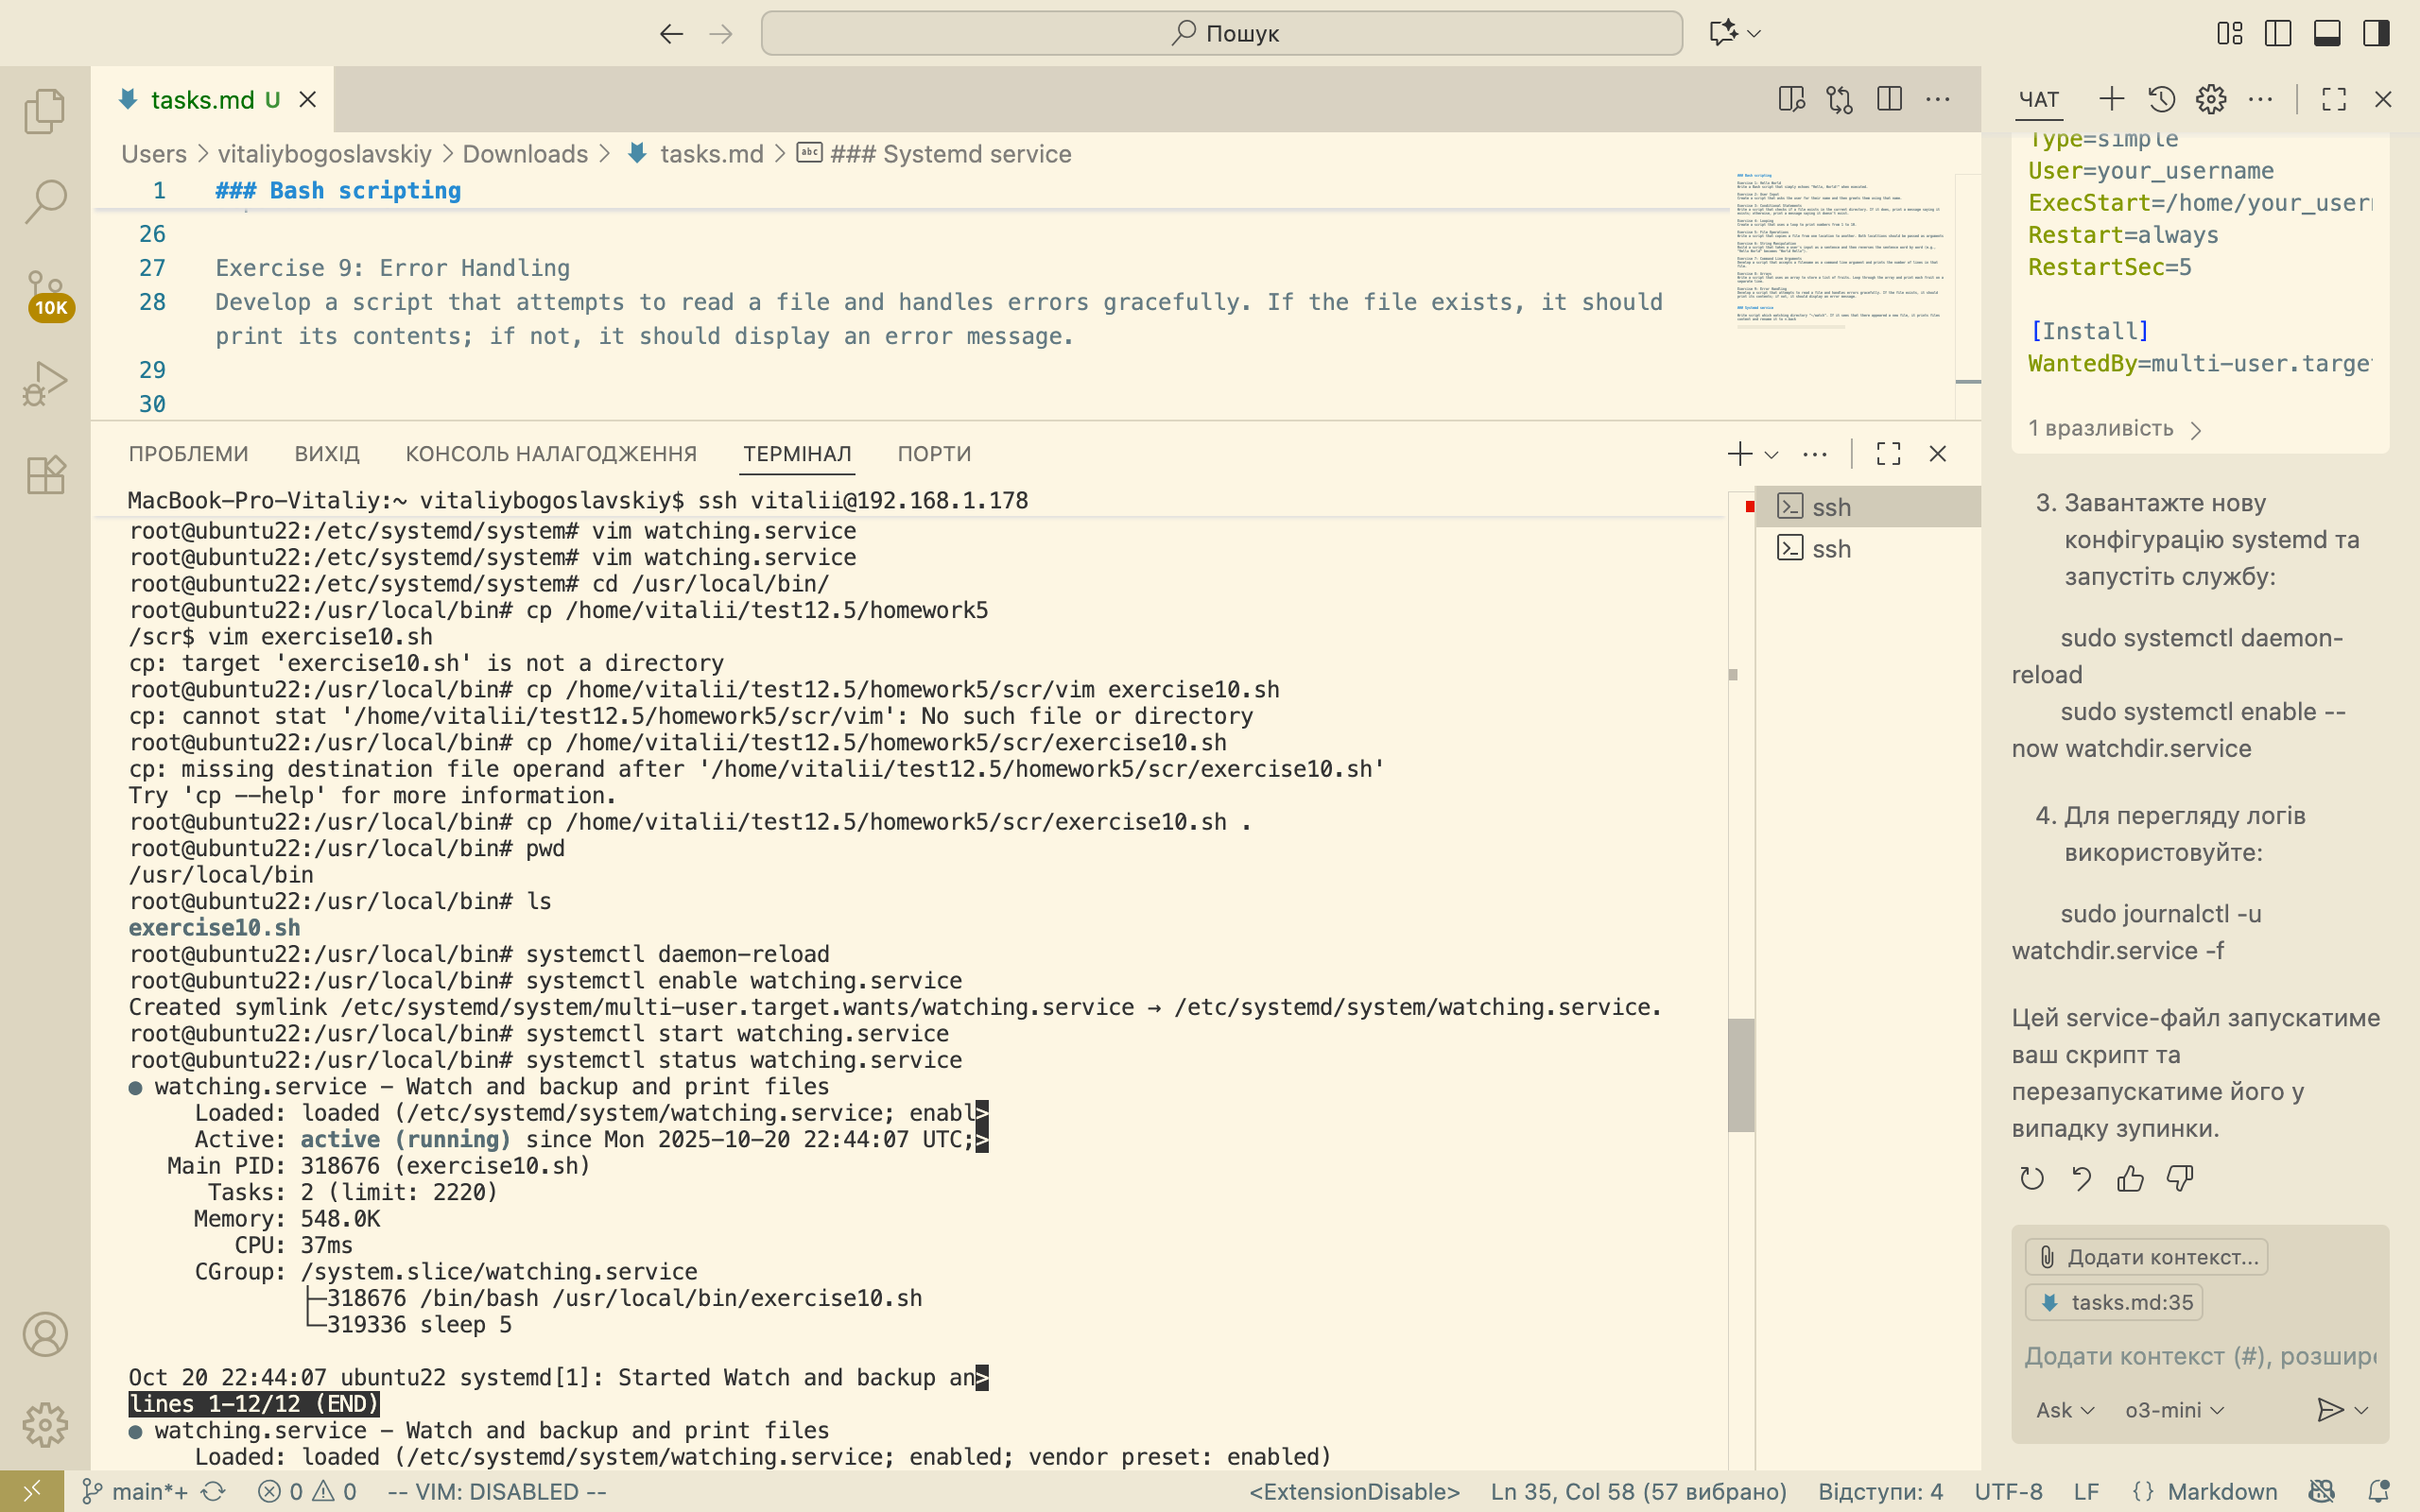 Пошук
tasks.md U
Users > vitaliybogoslavskiy > Downloads > tasks.md > ### Systemd service
1 ### Bash scripting
26
27 Exercise 9: Error Handling
28 Develop a script that attempts to read a file and handles errors gracefully. If the file exists, it should
print its contents; if not, it should display an error message.
29
30
10K
ПРОБЛЕМИ ВИХІД КОНСОЛЬ НАЛАГОДЖЕННЯ ТЕРМІНАЛ ПОРТИ
MacBook-Pro-Vitaliy:~ vitaliybogoslavskiy$ ssh vitalii@192.168.1.178
root@ubuntu22:/etc/systemd/system# vim watching.service
root@ubuntu22:/etc/systemd/system# vim watching.service
root@ubuntu22:/etc/systemd/system# cd /usr/local/bin/
root@ubuntu22:/usr/local/bin# cp /home/vitalii/test12.5/homework5
/scr$ vim exercise10.sh
cp: target 'exercise10.sh' is not a directory
root@ubuntu22:/usr/local/bin# cp /home/vitalii/test12.5/homework5/scr/vim exercise10.sh
cp: cannot stat '/home/vitalii/test12.5/homework5/scr/vim': No such file or directory
root@ubuntu22:/usr/local/bin# cp /home/vitalii/test12.5/homework5/scr/exercise10.sh
cp: missing destination file operand after '/home/vitalii/test12.5/homework5/scr/exercise10.sh'
Try 'cp --help' for more information.
root@ubuntu22:/usr/local/bin# cp /home/vitalii/test12.5/homework5/scr/exercise10.sh .
root@ubuntu22:/usr/local/bin# pwd
/usr/local/bin
root@ubuntu22:/usr/local/bin# ls
exercise10.sh
root@ubuntu22:/usr/local/bin# systemctl daemon-reload
root@ubuntu22:/usr/local/bin# systemctl enable watching.service
Created symlink /etc/systemd/system/multi-user.target.wants/watching.service → /etc/systemd/system/watching.service.
root@ubuntu22:/usr/local/bin# systemctl start watching.service
root@ubuntu22:/usr/local/bin# systemctl status watching.service
● watching.service - Watch and backup and print files
Loaded: loaded (/etc/systemd/system/watching.service; enabl>
Active: active (running) since Mon 2025-10-20 22:44:07 UTC;>
Main PID: 318676 (exercise10.sh)
Tasks: 2 (limit: 2220)
Memory: 548.0K
CPU: 37ms
CGroup: /system.slice/watching.service
├─318676 /bin/bash /usr/local/bin/exercise10.sh
└─319336 sleep 5
Oct 20 22:44:07 ubuntu22 systemd[1]: Started Watch and backup an>
lines 1-12/12 (END)
● watching.service - Watch and backup and print files
Loaded: loaded (/etc/systemd/system/watching.service; enabled; vendor preset: enabled)
ssh
ssh
ЧАТ
Type=simple
User=your_username
ExecStart=/home/your_user
Restart=always
RestartSec=5
[Install]
WantedBy=multi-user.targe
1 вразливість >
3. Завантажте нову
конфігурацію systemd та
запустіть службу:
sudo systemctl daemon-
reload
sudo systemctl enable --
now watchdir.service
4. Для перегляду логів
використовуйте:
sudo journalctl -u
watchdir.service -f
Цей service-файл запускатиме
ваш скрипт та
перезапускатиме його у
випадку зупинки.
Додати контекст...
tasks.md:35
Додати контекст (#), розшир
Ask o3-mini
main*+ 0 0 -- VIM: DISABLED -- <ExtensionDisable> Ln 35, Col 58 (57 вибрано) Відступи: 4 UTF-8 LF {} Markdown